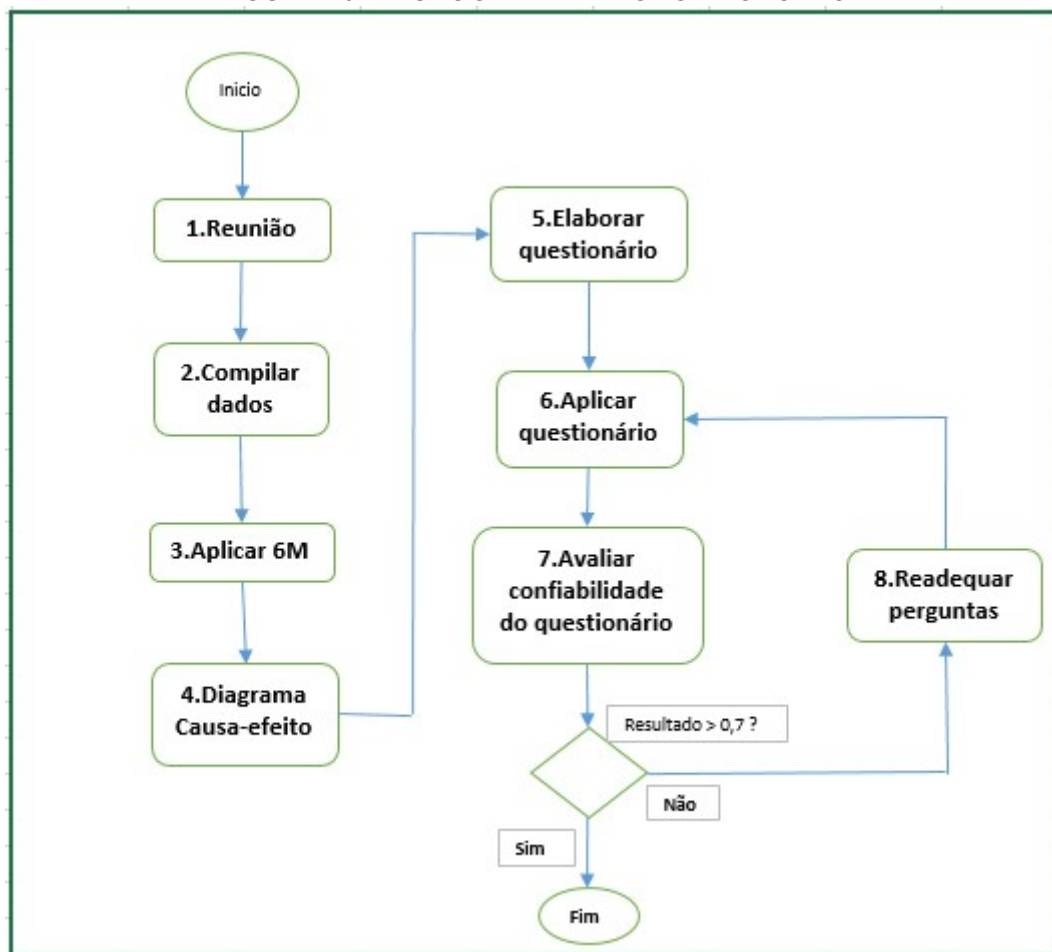 Inicio
1.Reunião
2.Compilar
dados
3.Aplicar 6M
4.Diagrama
Causa-efeito
5.Elaborar
questionário
6.Aplicar
questionário
7.Avaliar
confiabilidade
do questionário
8.Readequar
perguntas
Resultado > 0,7 ?
Não
Sim
Fim